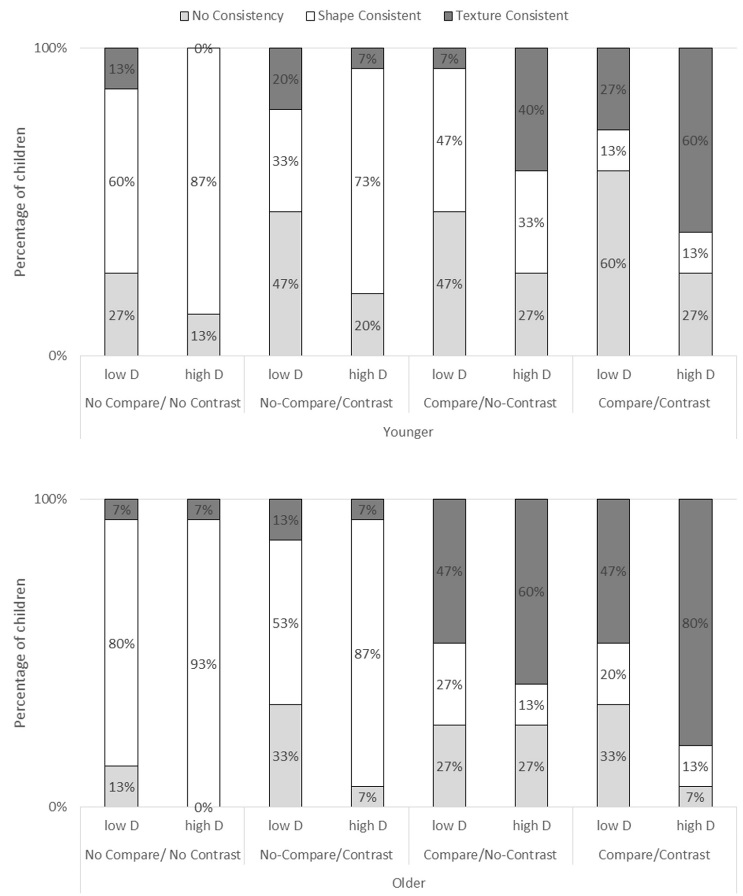 No Consistency Shape Consistent Texture Consistent
100%
13% 0% 20% 7% 7% 40% 27% 60%
60% 87% 33% 73% 47% 33% 13% 13%
27% 13% 47% 20% 47% 27% 60% 27%
0%
Percentage of children
low D high D low D high D low D high D low D high D
No Compare/ No Contrast No-Compare/Contrast Compare/No-Contrast Compare/Contrast
Younger
100%
7% 7% 13% 7% 47% 60% 47% 80%
80% 93% 53% 87% 27% 13% 20% 13%
13% 0% 33% 7% 27% 27% 33% 7%
0%
Percentage of children
low D high D low D high D low D high D low D high D
No Compare/ No Contrast No-Compare/Contrast Compare/No-Contrast Compare/Contrast
Older